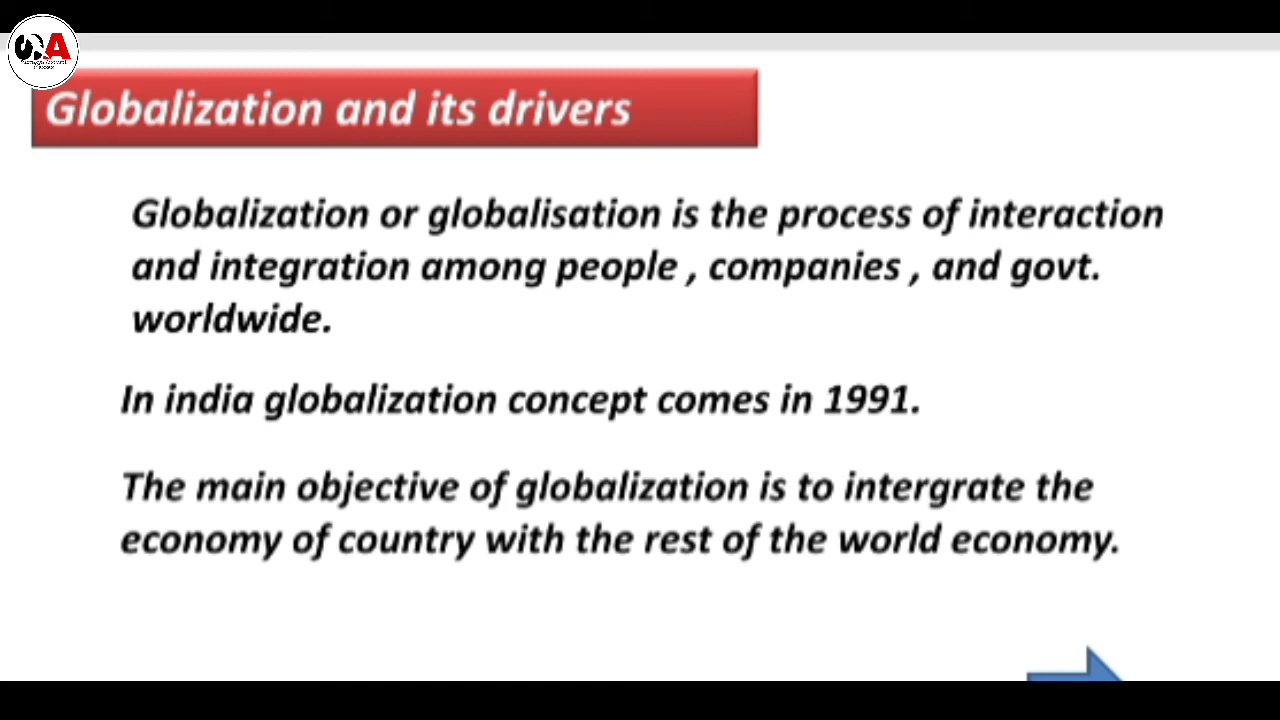 Globalization and its drivers
Globalization or globalisation is the process of interaction
and integration among people , companies , and govt.
worldwide.
In india globalization concept comes in 1991.
The main objective of globalization is to intergrate the
economy of country with the rest of the world economy.